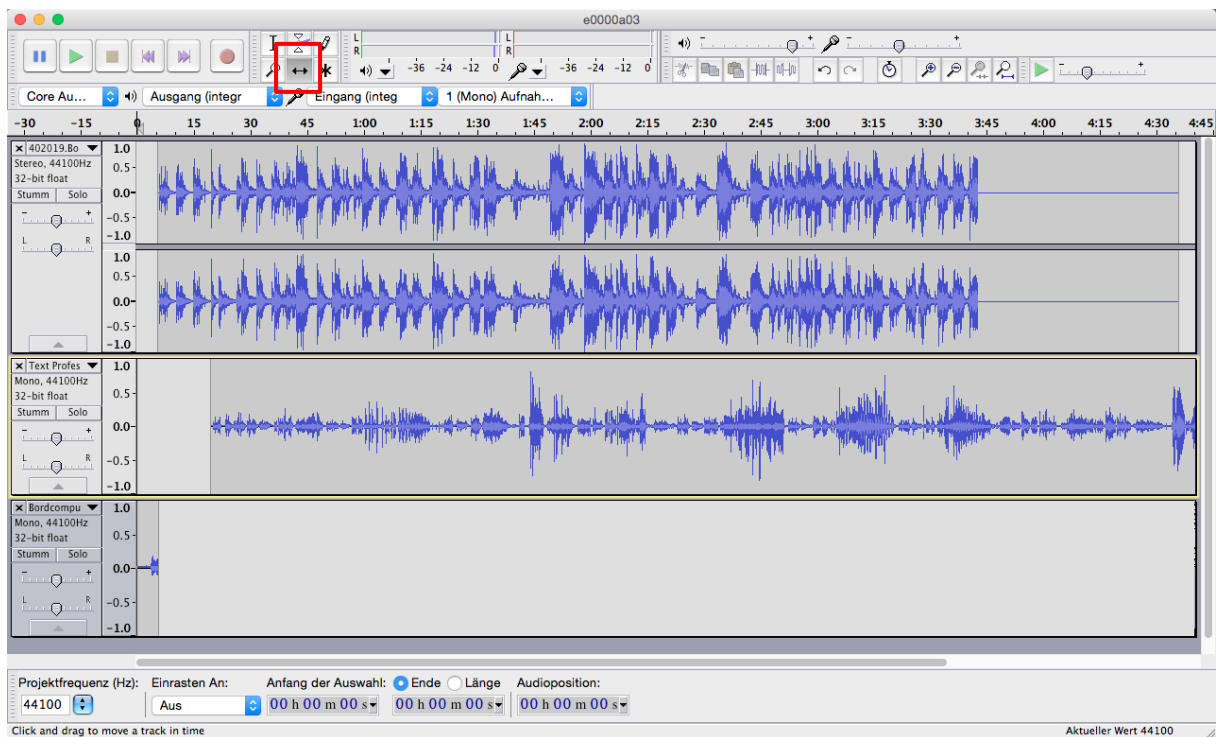 e0000a03
L
R
-36 -24 -12 0
L
R
-36 -24 -12 0
- +
- +
- +
Core Au... Ausgang (integr Eingang (integ 1 (Mono) Aufnah...
-30 -15 0 15 30 45 1:00 1:15 1:30 1:45 2:00 2:15 2:30 2:45 3:00 3:15 3:30 3:45 4:00 4:15 4:30 4:45
402019.Bo
Stereo, 44100Hz
32-bit float
Stumm Solo
- +
L R
1.0
0.5-
0.0-
-0.5-
-1.0
1.0
0.5-
0.0-
-0.5-
-1.0
Text Profes
Mono, 44100Hz
32-bit float
Stumm Solo
- +
L R
1.0
0.5-
0.0-
-0.5-
-1.0
Bordcompu
Mono, 44100Hz
32-bit float
Stumm Solo
- +
L R
1.0
0.5-
0.0-
-0.5-
-1.0
Projektfrequenz (Hz): Einrasten An: Anfang der Auswahl: Ende Länge Audioposition:
44100 Aus 00 h 00 m 00 s 00 h 00 m 00 s 00 h 00 m 00 s
Click and drag to move a track in time Aktueller Wert 44100